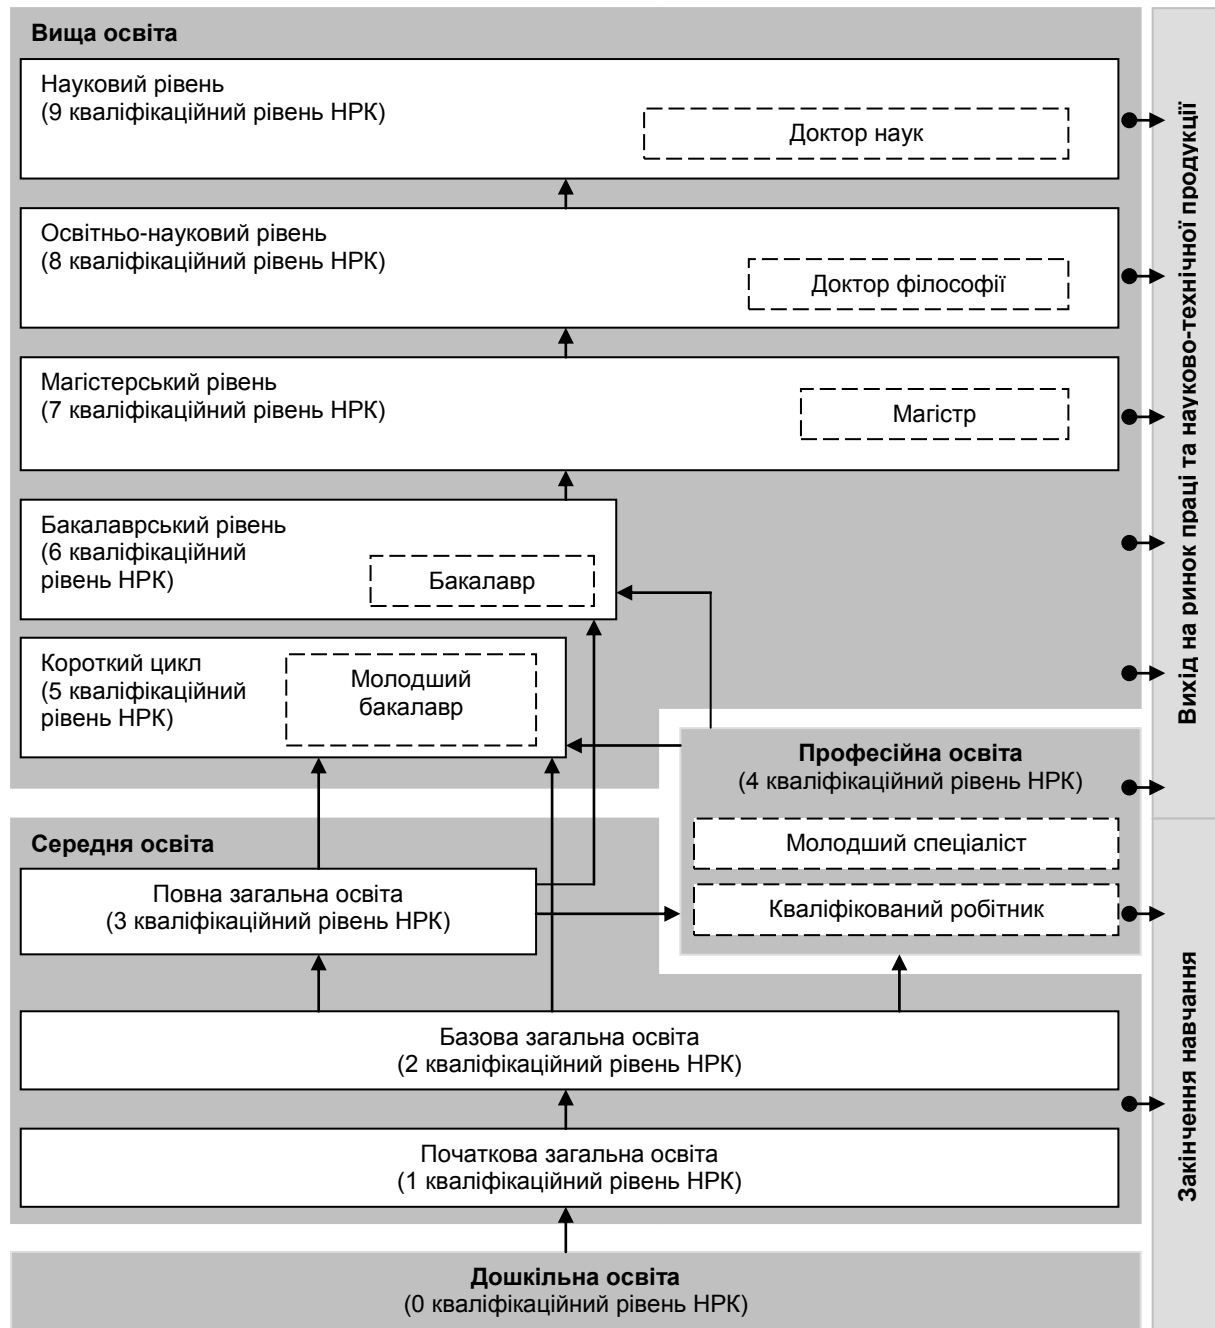 Вища освіта
Науковий рівень
(9 кваліфікаційний рівень НРК)
Доктор наук
Освітньо-науковий рівень
(8 кваліфікаційний рівень НРК)
Доктор філософії
Магістерський рівень
(7 кваліфікаційний рівень НРК)
Магістр
Бакалаврський рівень
(6 кваліфікаційний
рівень НРК)
Бакалавр
Короткий цикл
(5 кваліфікаційний
рівень НРК)
Молодший
бакалавр
Професійна освіта
(4 кваліфікаційний рівень НРК)
Молодший спеціаліст
Кваліфікований робітник
Середня освіта
Повна загальна освіта
(3 кваліфікаційний рівень НРК)
Базова загальна освіта
(2 кваліфікаційний рівень НРК)
Початкова загальна освіта
(1 кваліфікаційний рівень НРК)
Дошкільна освіта
(0 кваліфікаційний рівень НРК)
Вихід на ринок праці та науково-технічної продукції
Закінчення навчання